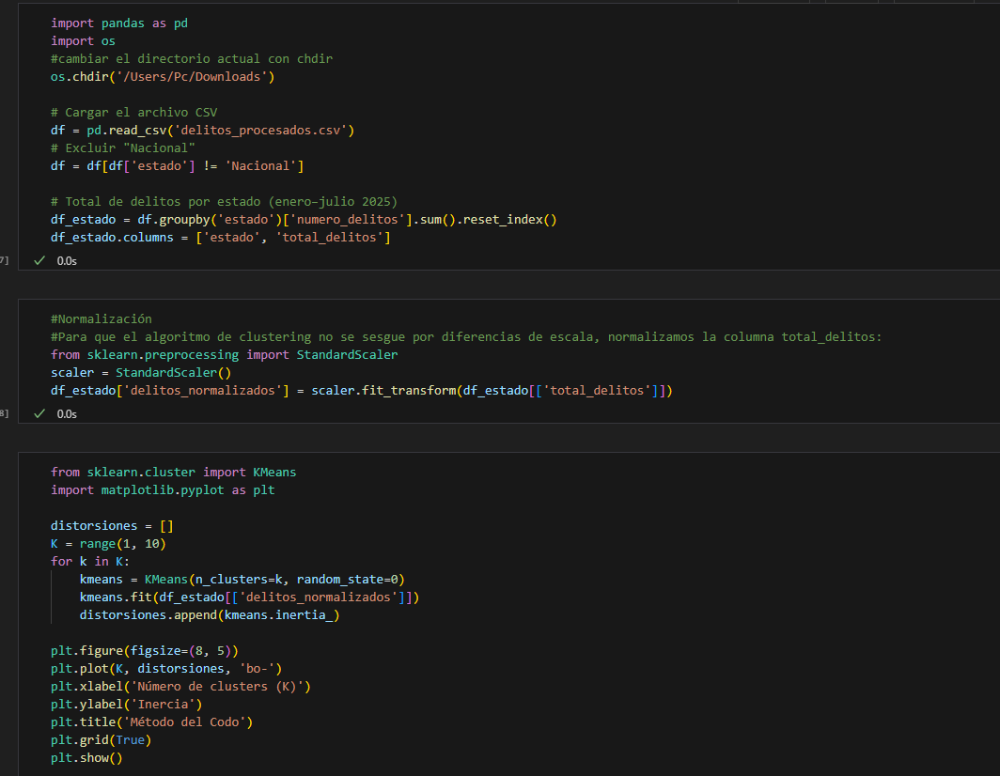 import pandas as pd
import os
#cambiar el directorio actual con chdir
os.chdir('/Users/Pc/Downloads')
# Cargar el archivo CSV
df = pd.read_csv('delitos_procesados.csv')
# Excluir "Nacional"
df = df[df['estado'] != 'Nacional']
# Total de delitos por estado (enero–julio 2025)
df_estado = df.groupby('estado')['numero_delitos'].sum().reset_index()
df_estado.columns = ['estado', 'total_delitos']
7] 0.0s
#Normalización
#Para que el algoritmo de clustering no se sesgue por diferencias de escala, normalizamos la columna total_delitos:
from sklearn.preprocessing import StandardScaler
scaler = StandardScaler()
df_estado['delitos_normalizados'] = scaler.fit_transform(df_estado[['total_delitos']])
8] 0.0s
from sklearn.cluster import KMeans
import matplotlib.pyplot as plt
distorsiones = []
K = range(1, 10)
for k in K:
    kmeans = KMeans(n_clusters=k, random_state=0)
    kmeans.fit(df_estado[['delitos_normalizados']])
    distorsiones.append(kmeans.inertia_)
plt.figure(figsize=(8, 5))
plt.plot(K, distorsiones, 'bo-')
plt.xlabel('Número de clusters (K)')
plt.ylabel('Inercia')
plt.title('Método del Codo')
plt.grid(True)
plt.show()